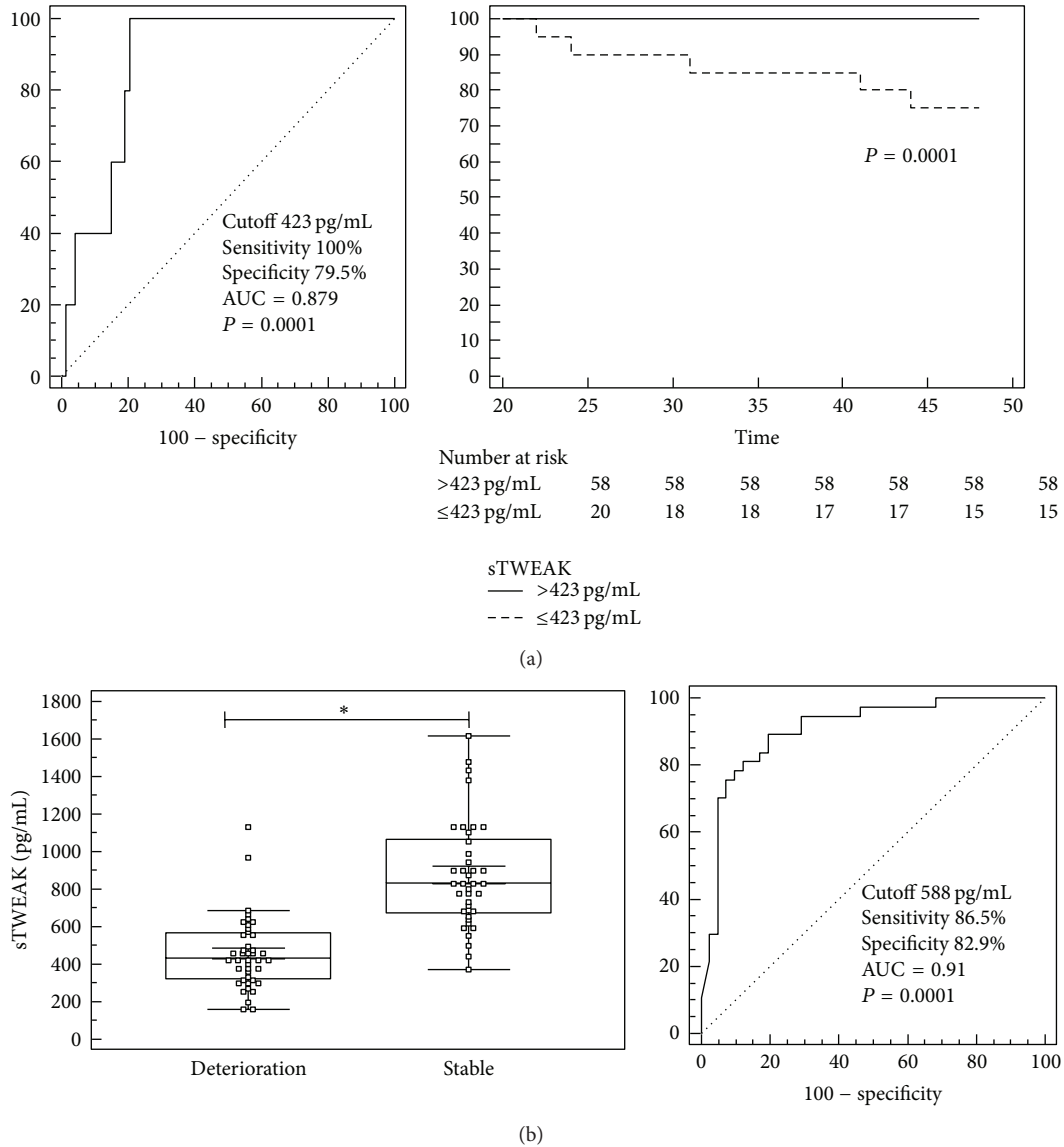 100
80
60
40
20
0
0 20 40 60 80 100
100 − specificity
Cutoff 423 pg/mL
Sensitivity 100%
Specificity 79.5%
AUC = 0.879
P = 0.0001
100
90
80
70
60
50
40
30
20
10
0
20 25 30 35 40 45 50
Time
P = 0.0001
Number at risk
>423 pg/mL 58 58 58 58 58 58 58
≤423 pg/mL 20 18 18 17 17 15 15
sTWEAK
>423 pg/mL
≤423 pg/mL
(a)
sTWEAK (pg/mL)
1800
1600
1400
1200
1000
800
600
400
200
0
*
Deterioration Stable
100
80
60
40
20
0
0 20 40 60 80 100
100 − specificity
Cutoff 588 pg/mL
Sensitivity 86.5%
Specificity 82.9%
AUC = 0.91
P = 0.0001
(b)